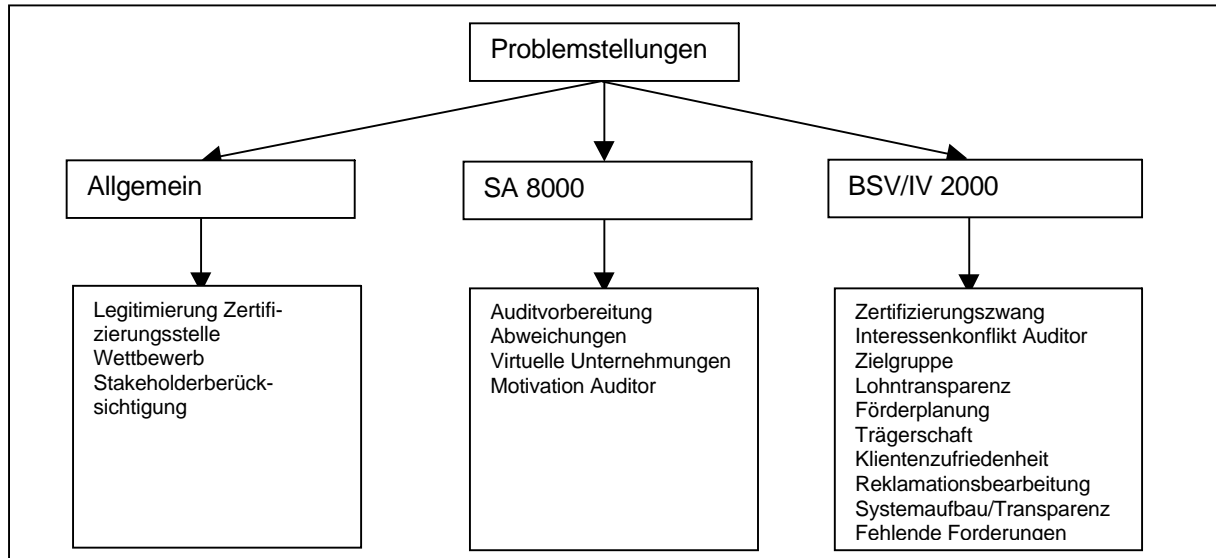 Problemstellungen
Allgemein
SA 8000
BSV/IV 2000
Legitimierung Zertifi-
zierungsstelle
Wettbewerb
Stakeholderberück-
sichtigung
Auditvorbereitung
Abweichungen
Virtuelle Unternehmungen
Motivation Auditor
Zertifizierungszwang
Interessenkonflikt Auditor
Zielgruppe
Lohntransparenz
Förderplanung
Trägerschaft
Klientenzufriedenheit
Reklamationsbearbeitung
Systemaufbau/Transparenz
Fehlende Forderungen